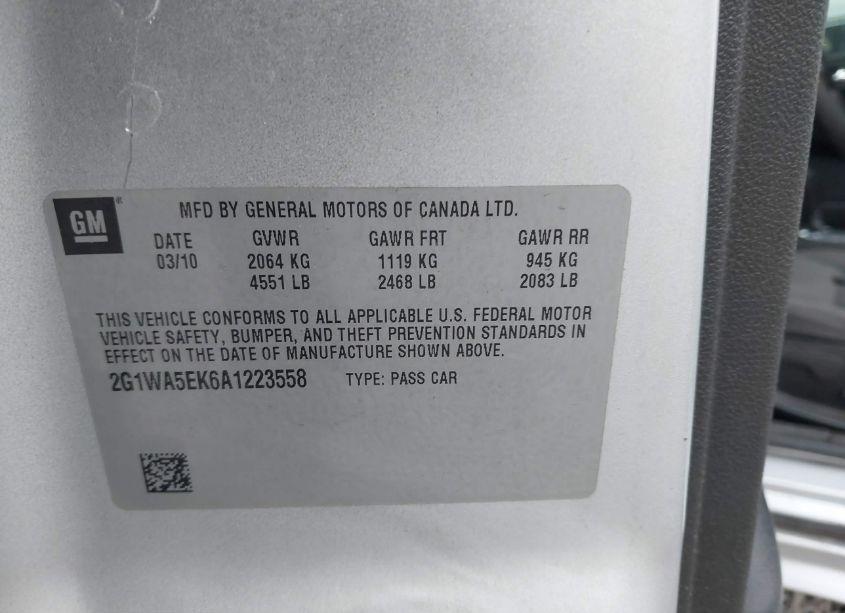 GM
MFD BY GENERAL MOTORS OF CANADA LTD.
DATE GVWR GAWR FRT GAWR RR
03/10 2064 KG 1119 KG 945 KG
4551 LB 2468 LB 2083 LB
THIS VEHICLE CONFORMS TO ALL APPLICABLE U.S. FEDERAL MOTOR
VEHICLE SAFETY, BUMPER, AND THEFT PREVENTION STANDARDS IN
EFFECT ON THE DATE OF MANUFACTURE SHOWN ABOVE.
2G1WA5EK6A1223558 TYPE: PASS CAR